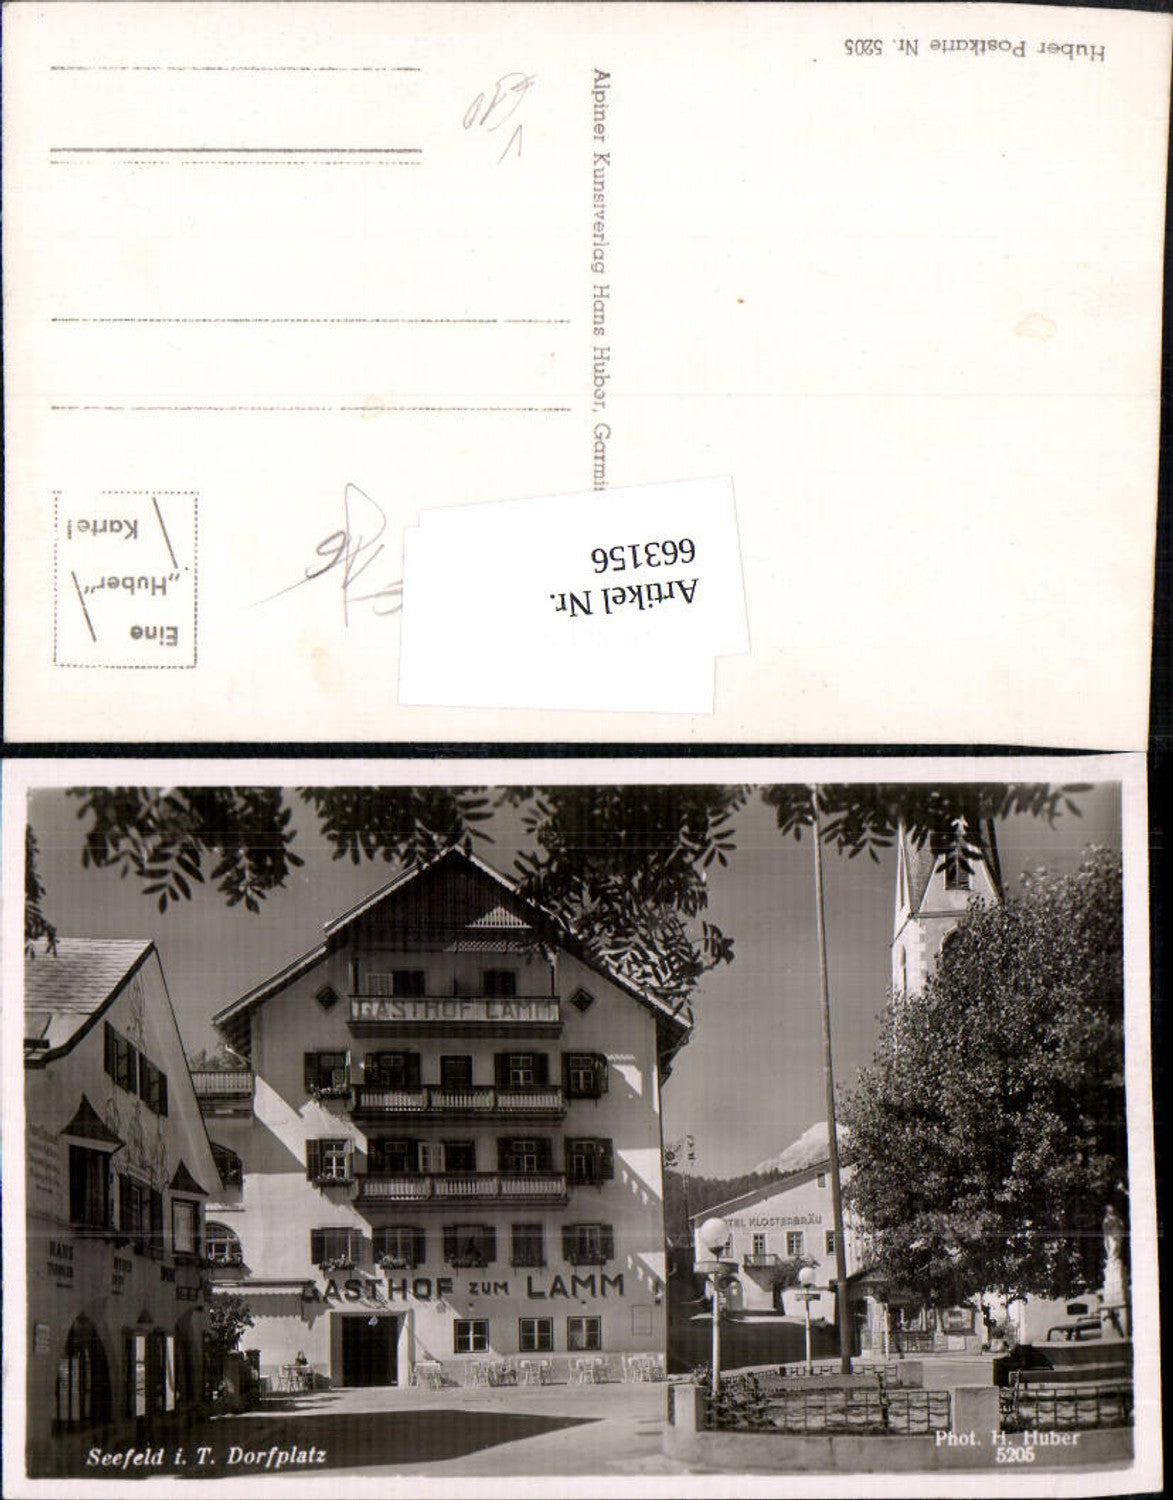 Huber Postkarte Nr. 5205
Alpiner Kunstverlag Hans Huber, Garmi
Eine
„Huber"
Karte!
Artikel Nr.
663156
GASTHOF LAMM
GASTHOF ZUM LAMM
HOTEL KLOSTERBRÄU
HANS
Seefeld i. T. Dorfplatz
Phot. H. Huber
5205